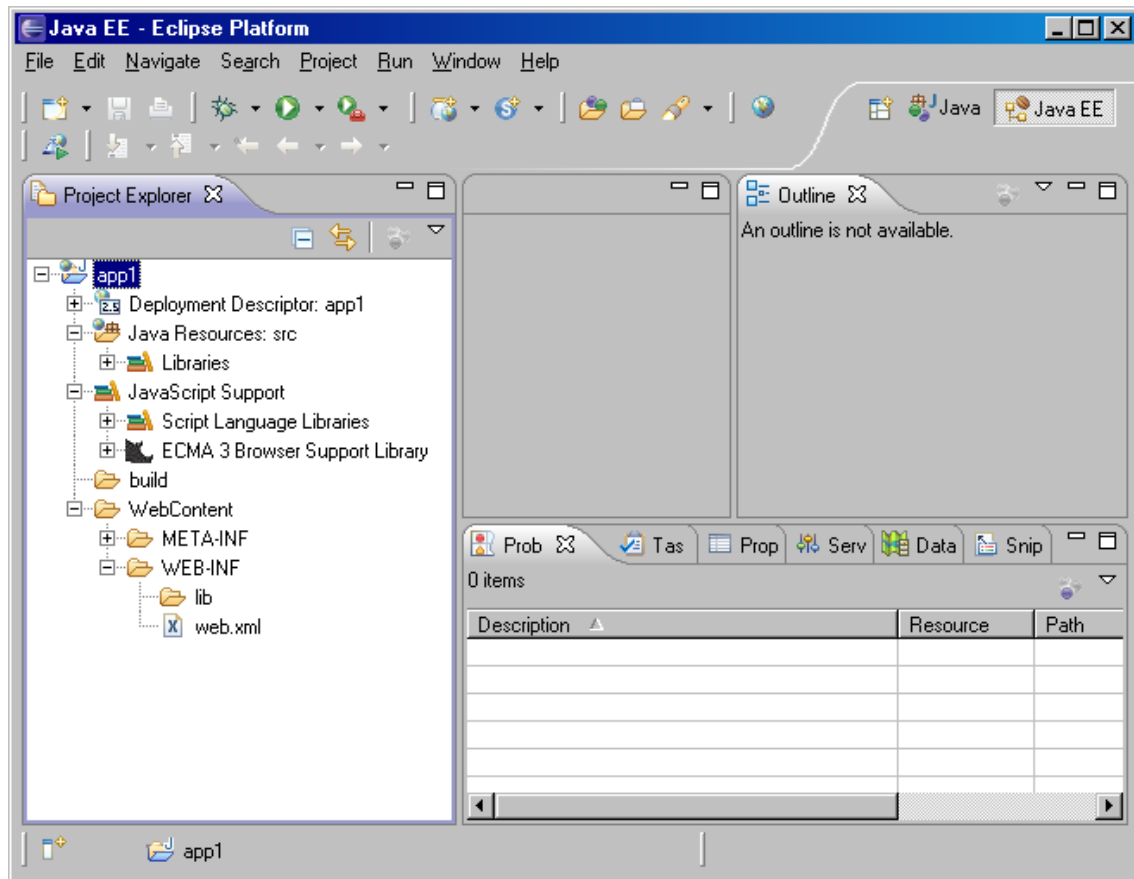 Java EE - Eclipse Platform
File Edit Navigate Search Project Run Window Help
Java Java EE
Project Explorer
app1
Deployment Descriptor: app1
2.5
Java Resources: src
Libraries
JavaScript Support
Script Language Libraries
ECMA 3 Browser Support Library
build
WebContent
META-INF
WEB-INF
lib
web.xml
Outline
An outline is not available.
Prob Tas Prop Serv Data Snip
0 items
Description Resource Path
app1